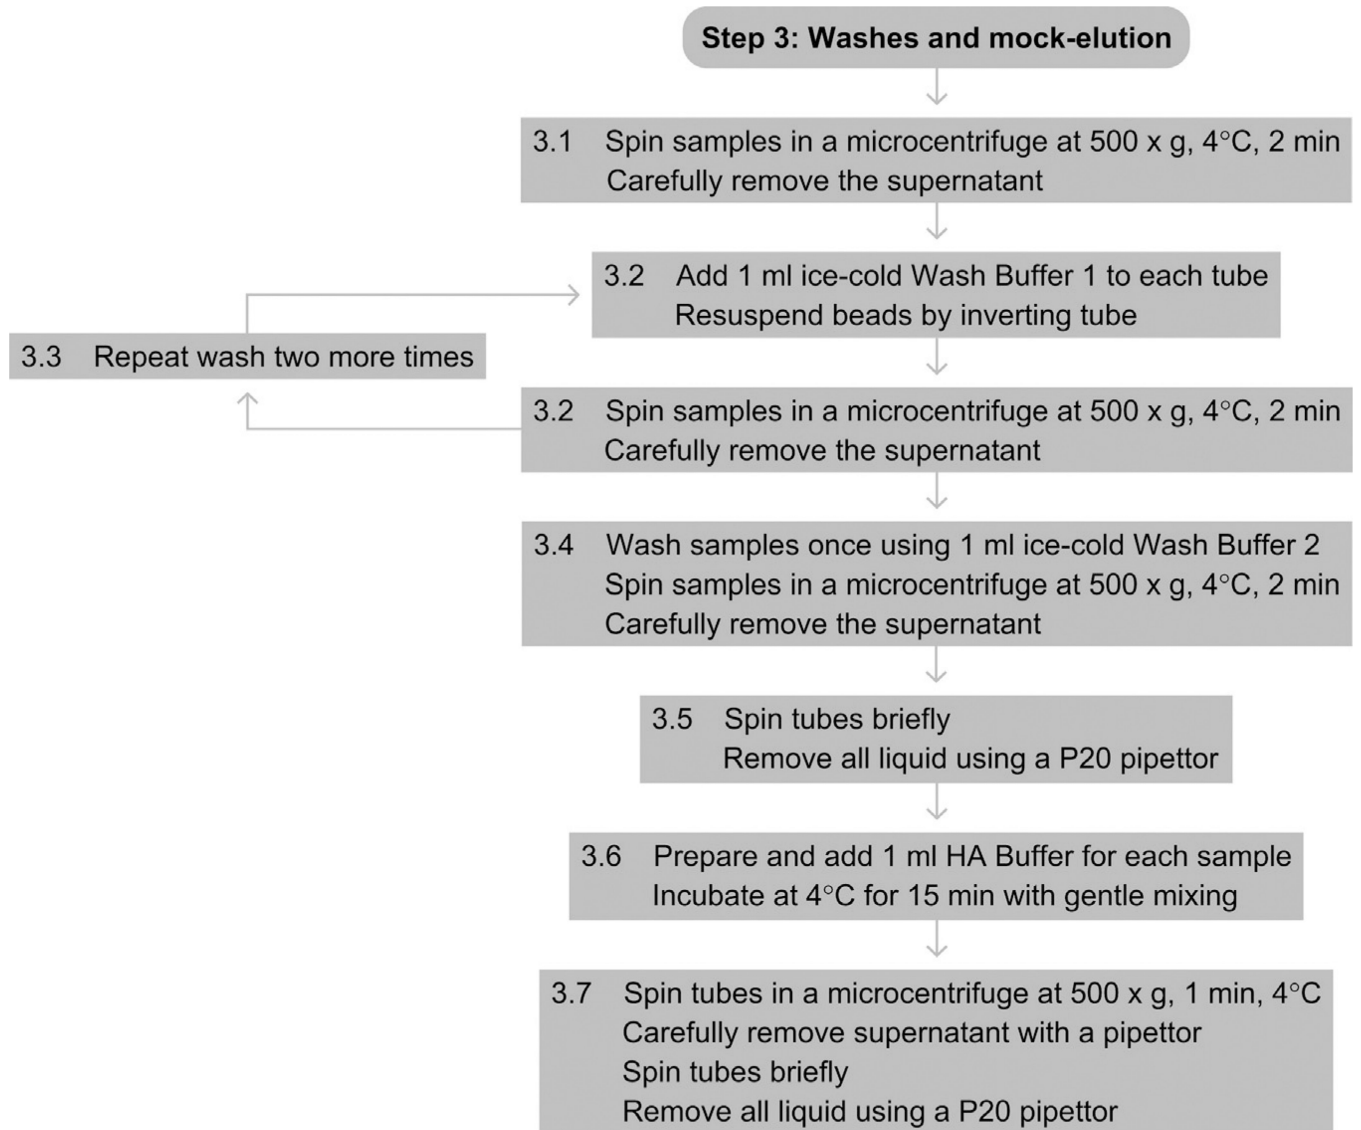 Step 3: Washes and mock-elution
3.1 Spin samples in a microcentrifuge at 500 x g, 4°C, 2 min
Carefully remove the supernatant
3.2 Add 1 ml ice-cold Wash Buffer 1 to each tube
Resuspend beads by inverting tube
3.3 Repeat wash two more times
3.2 Spin samples in a microcentrifuge at 500 x g, 4°C, 2 min
Carefully remove the supernatant
3.4 Wash samples once using 1 ml ice-cold Wash Buffer 2
Spin samples in a microcentrifuge at 500 x g, 4°C, 2 min
Carefully remove the supernatant
3.5 Spin tubes briefly
Remove all liquid using a P20 pipettor
3.6 Prepare and add 1 ml HA Buffer for each sample
Incubate at 4°C for 15 min with gentle mixing
3.7 Spin tubes in a microcentrifuge at 500 x g, 1 min, 4°C
Carefully remove supernatant with a pipettor
Spin tubes briefly
Remove all liquid using a P20 pipettor